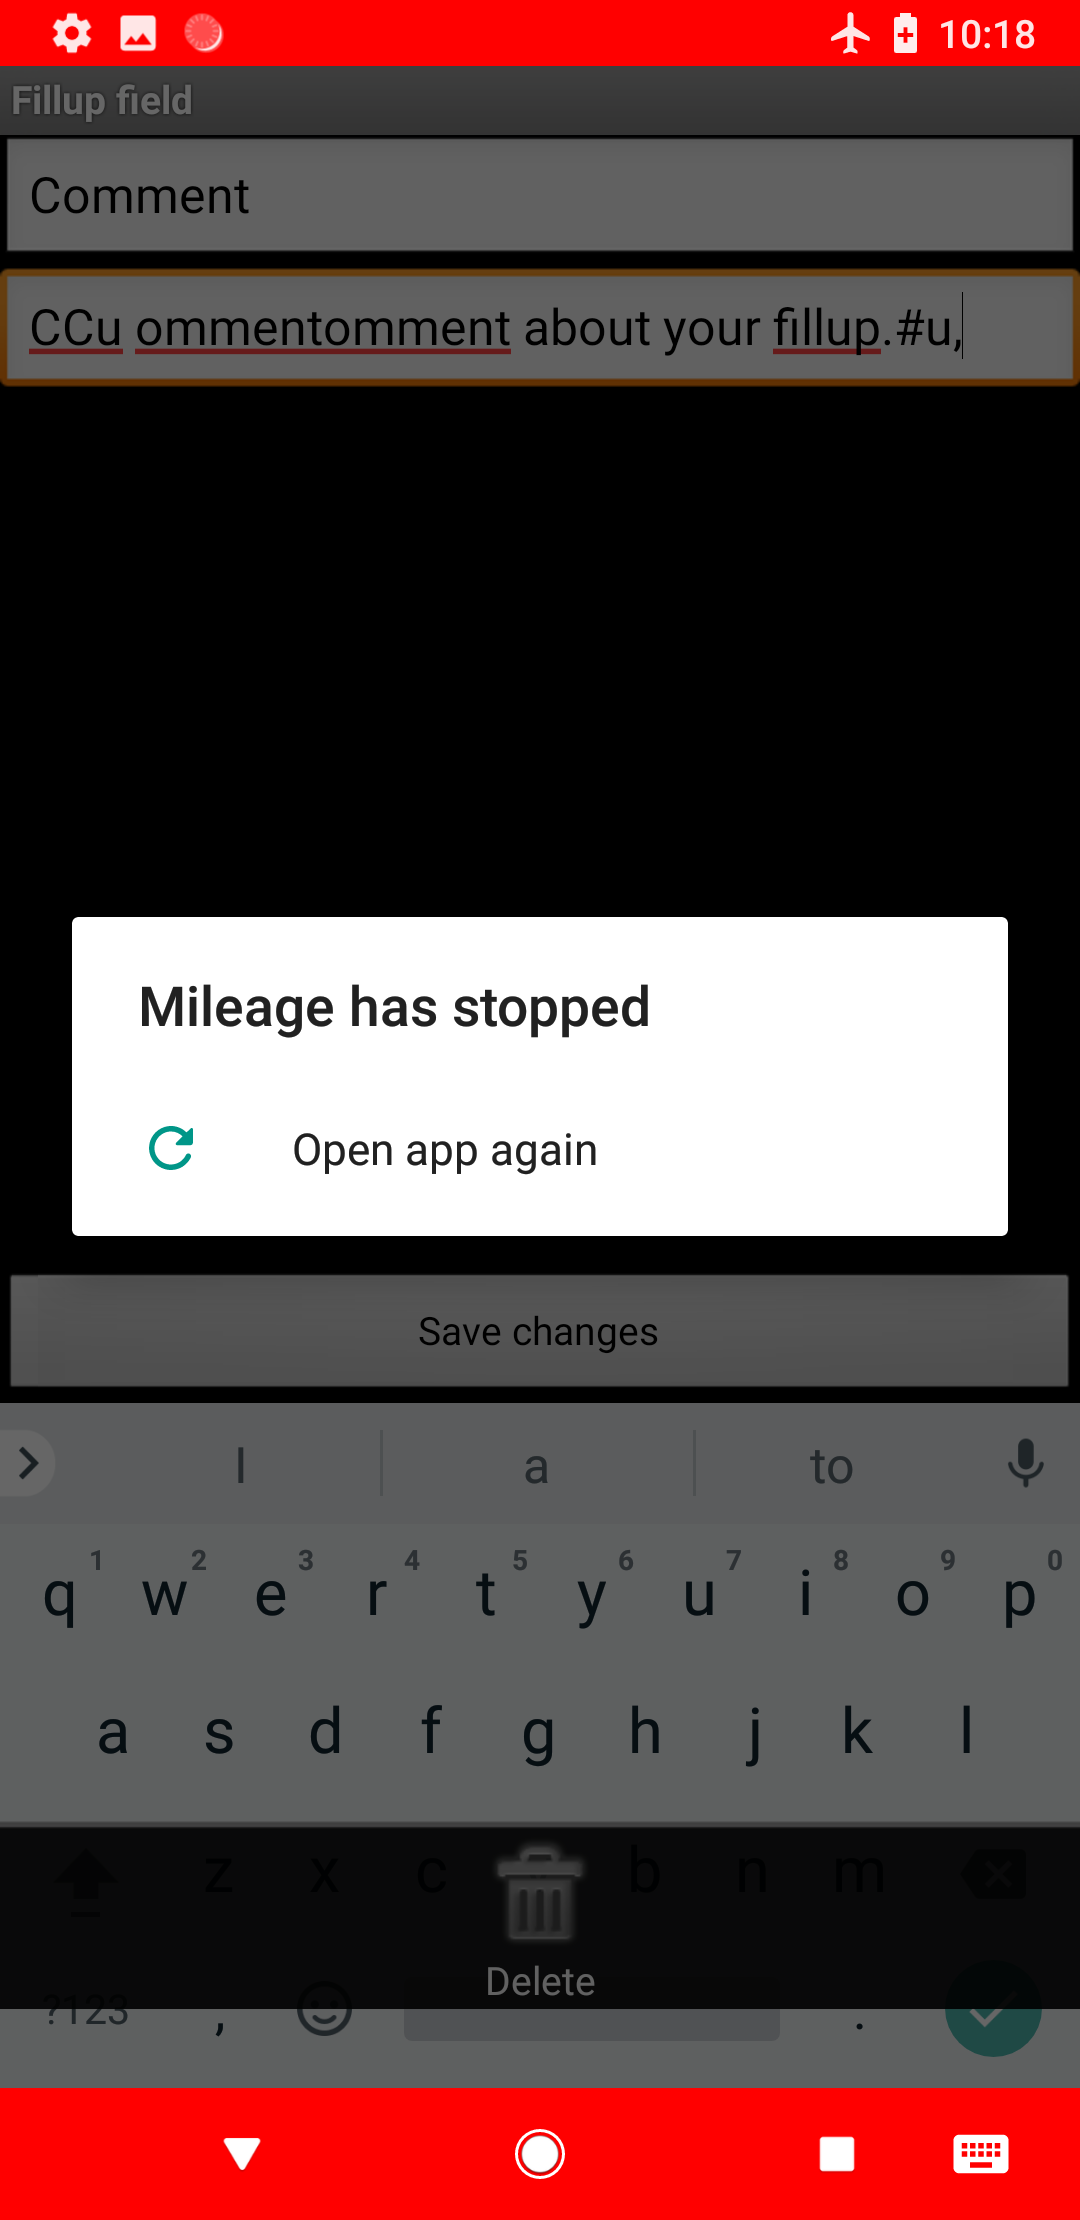 10:18
Fillup field
Comment
CCu ommentomment about your fillup.#u,
Mileage has stopped
Open app again
Save changes
I a to
1 2 3 4 5 6 7 8 9 0
q w e r t y u i o p
a s d f g h j k l
z x c b n m
Delete
?123 , .